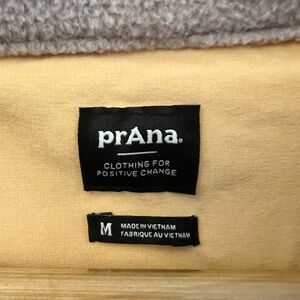 prAna.
CLOTHING FOR
POSITIVE CHANGE
M
MADE IN VIETNAM
FABRIQUE AU VIETNAM